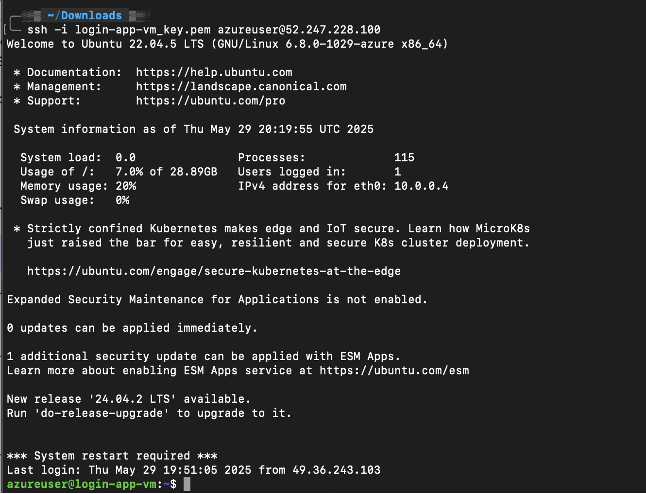 ~/Downloads
ssh -i login-app-vm_key.pem azureuser@52.247.228.100
Welcome to Ubuntu 22.04.5 LTS (GNU/Linux 6.8.0-1029-azure x86_64)
* Documentation: https://help.ubuntu.com
* Management: https://landscape.canonical.com
* Support: https://ubuntu.com/pro
System information as of Thu May 29 20:19:55 UTC 2025
System load: 0.0 Processes: 115
Usage of /: 7.0% of 28.89GB Users logged in: 1
Memory usage: 20% IPv4 address for eth0: 10.0.0.4
Swap usage: 0%
* Strictly confined Kubernetes makes edge and IoT secure. Learn how MicroK8s
just raised the bar for easy, resilient and secure K8s cluster deployment.
https://ubuntu.com/engage/secure-kubernetes-at-the-edge
Expanded Security Maintenance for Applications is not enabled.
0 updates can be applied immediately.
1 additional security update can be applied with ESM Apps.
Learn more about enabling ESM Apps service at https://ubuntu.com/esm
New release '24.04.2 LTS' available.
Run 'do-release-upgrade' to upgrade to it.
*** System restart required ***
Last login: Thu May 29 19:51:05 2025 from 49.36.243.103
azureuser@login-app-vm:~$